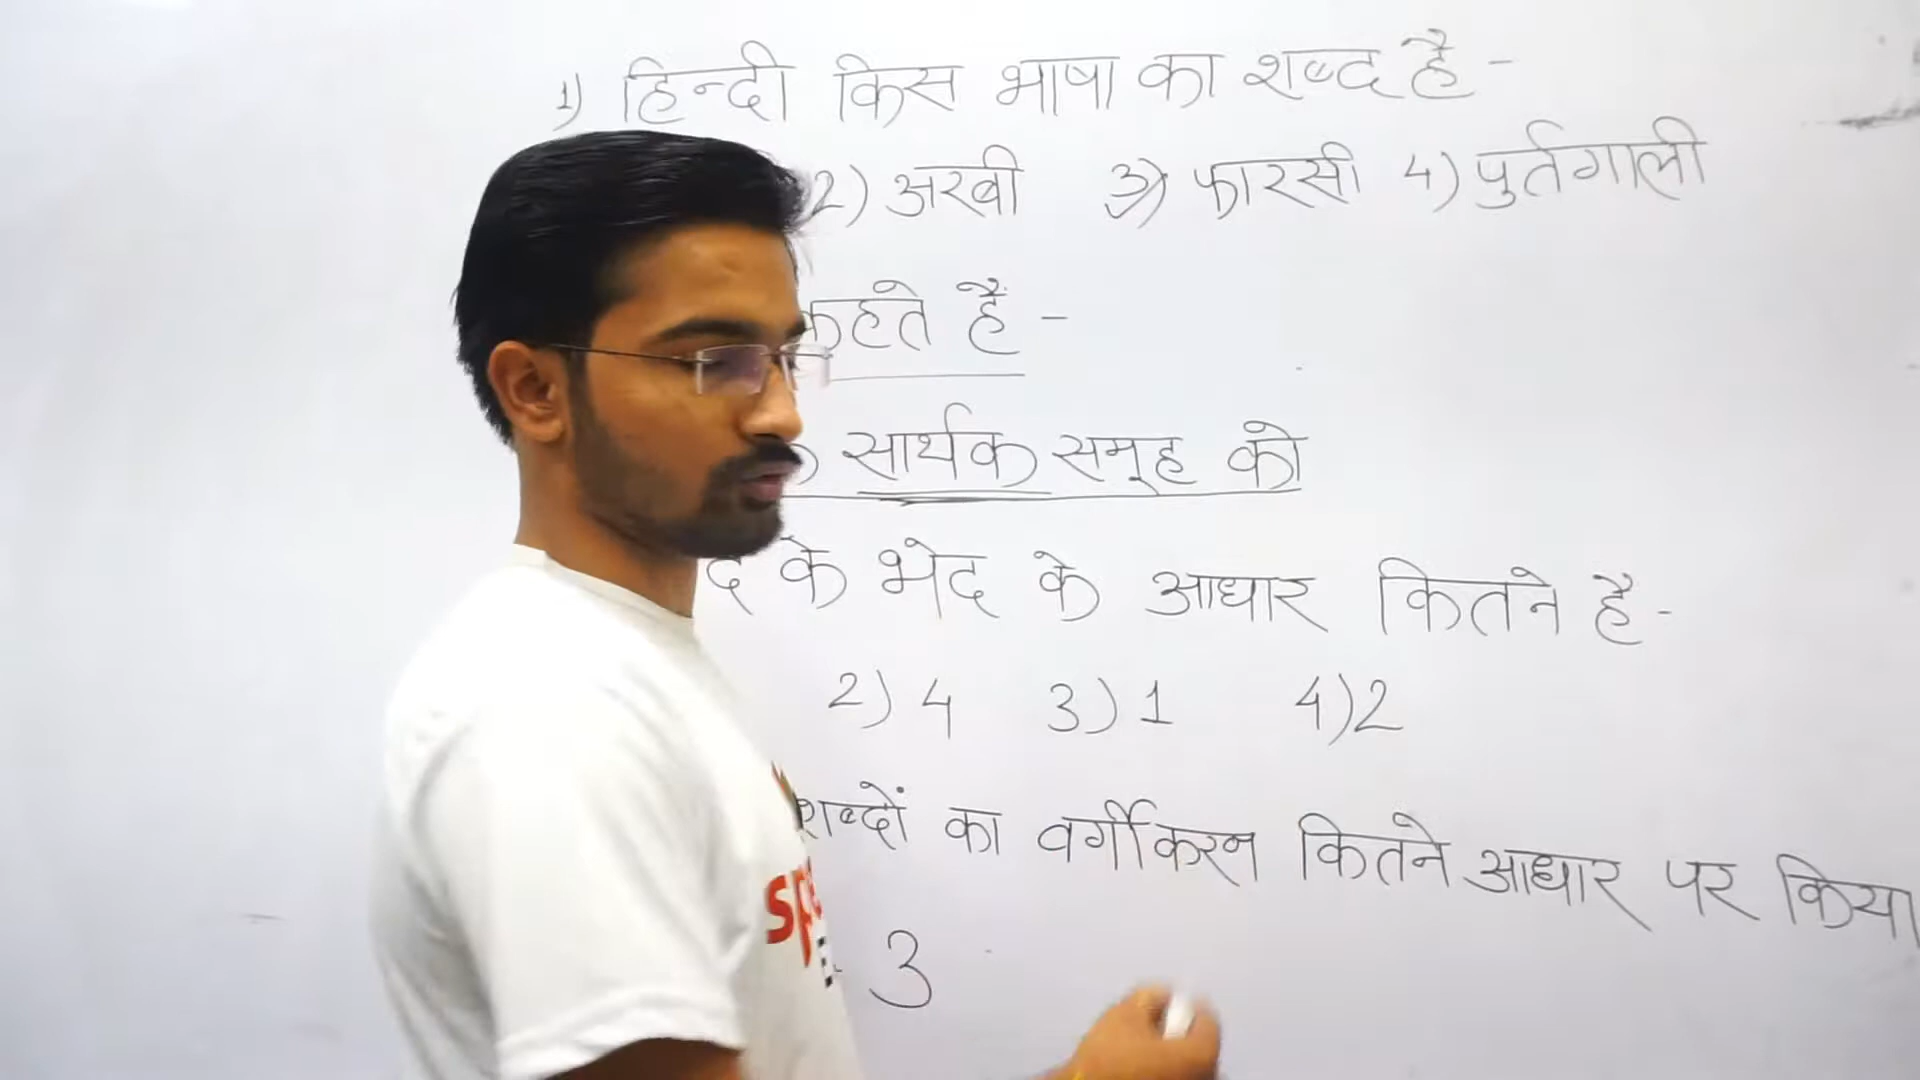 1) हिन्दी किस भाषा का शब्द है -
2) अरबी 3) फारसी 4) पुर्तगाली
कहते हैं -
सार्थक समूह को
के भेद के आधार कितने है -
2) 4 3) 1 4) 2
शब्दों का वर्गीकरन कितने आधार पर किया
3